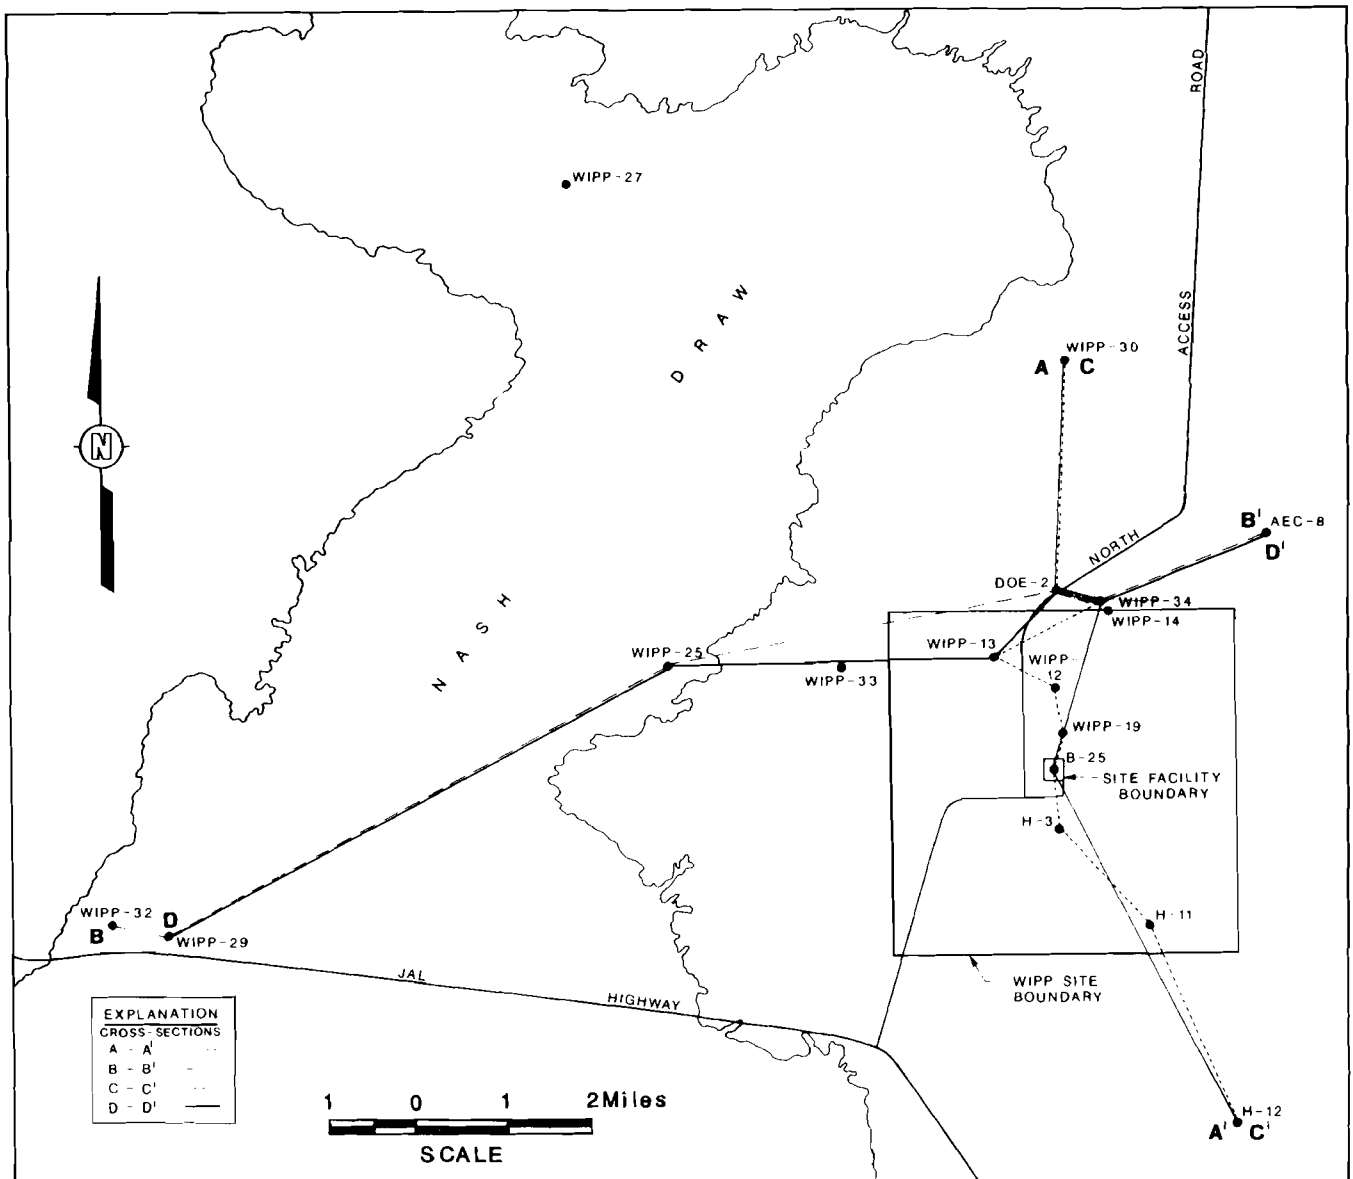 ROAD
WIPP-27
DRAW
ACCESS
WIPP-30
A C
N
B' AEC-8
D'
NORTH
DOE-2
WIPP-34
WIPP-14
NASH
WIPP-25
WIPP-13
WIPP-
12
WIPP-33
WIPP-19
B-25
SITE FACILITY
BOUNDARY
H-3
WIPP-32
B
D
WIPP-29
H-11
JAL
HIGHWAY
WIPP SITE
BOUNDARY
EXPLANATION
CROSS-SECTIONS
A - A'
B - B'
C - C'
D - D'
1 0 1 2Miles
SCALE
H-12
A' C'